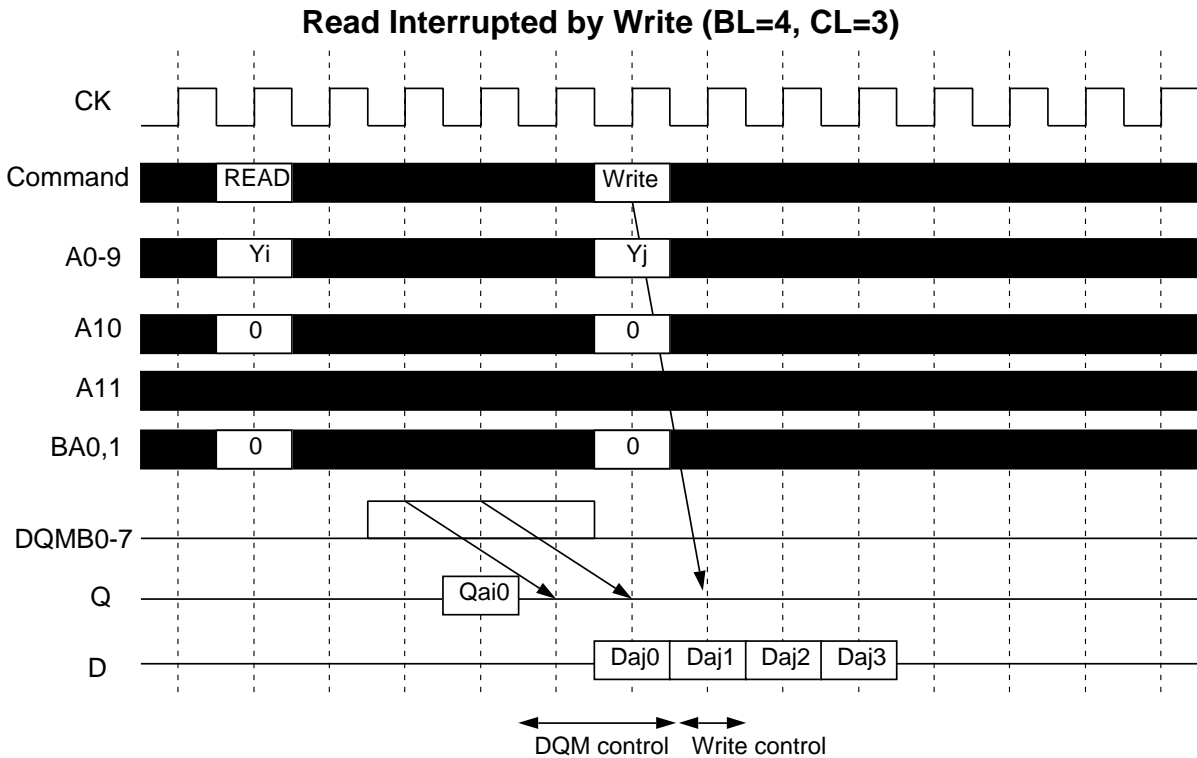 Read Interrupted by Write (BL=4, CL=3)
CK
Command READ Write
A0-9 Yi Yj
A10 0 0
A11
BA0,1 0 0
DQMB0-7
Q Qai0
D Daj0 Daj1 Daj2 Daj3
DQM control Write control